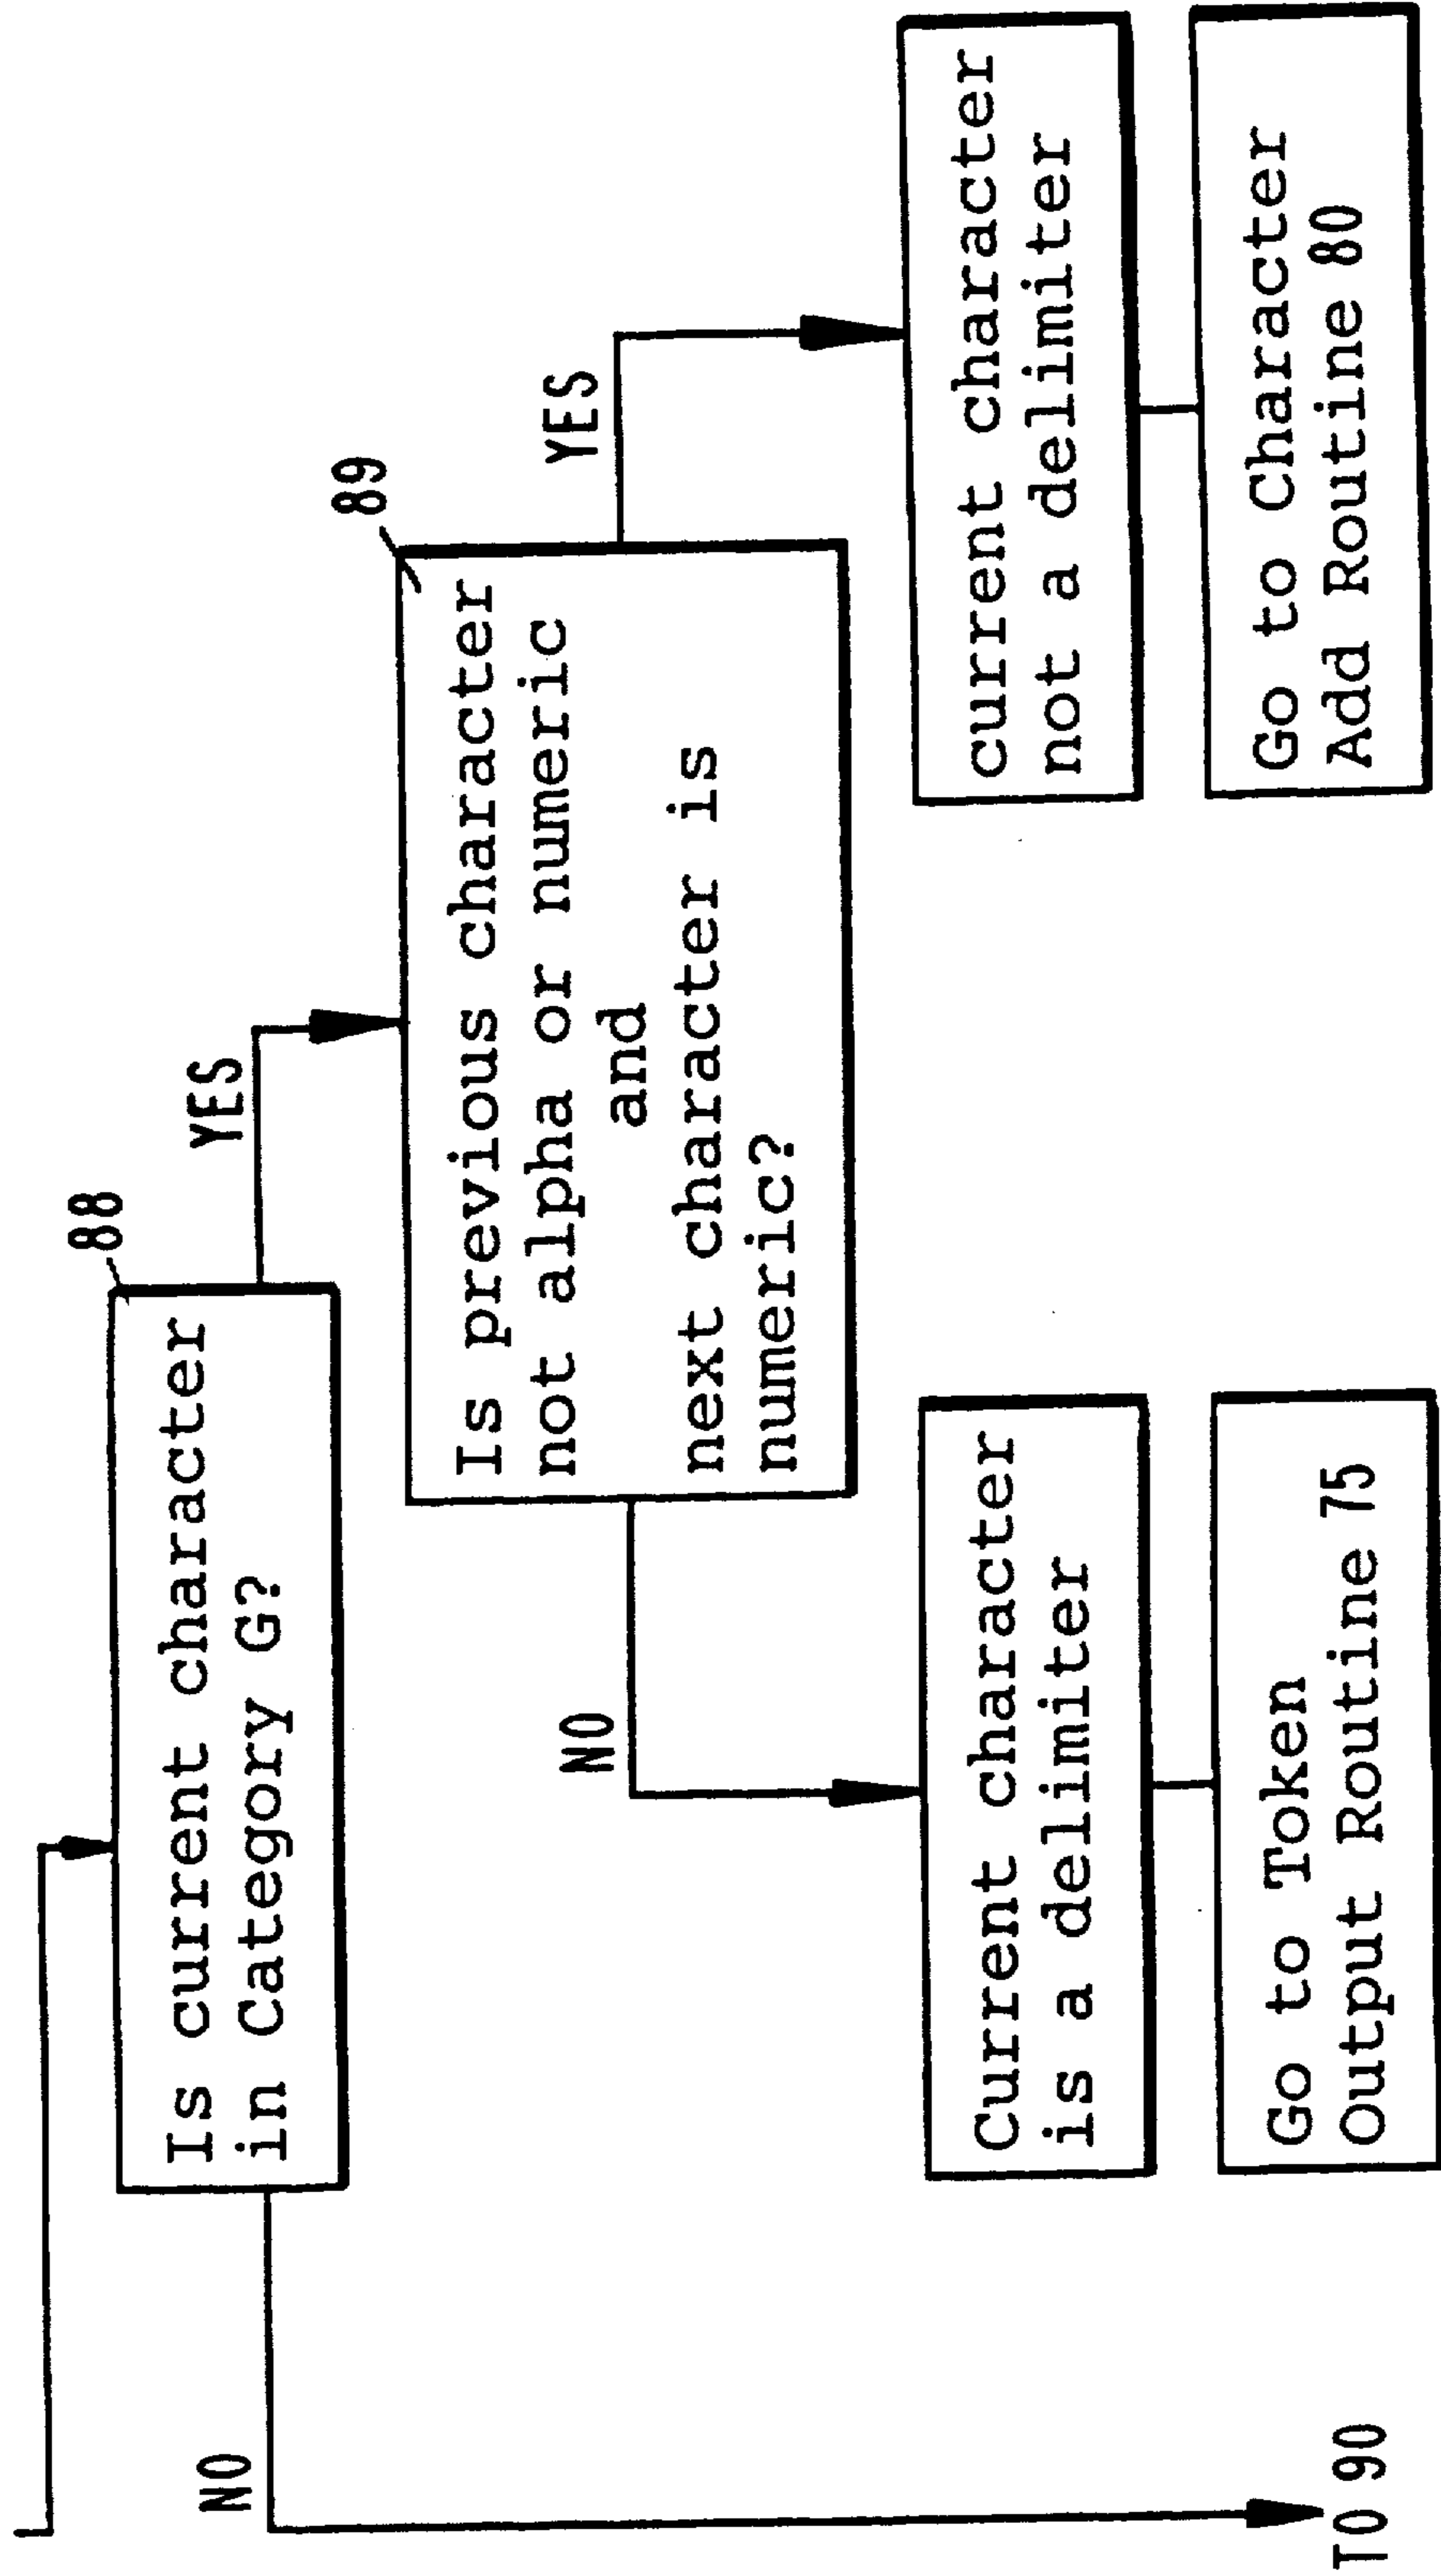 88
Is current character
in Category G?
NO
YES
89
Is previous character
not alpha or numeric
and
next character is
numeric?
NO
YES
Current character
is a delimiter
current character
not a delimiter
Go to Token
Output Routine 75
Go to Character
Add Routine 80
TO 90